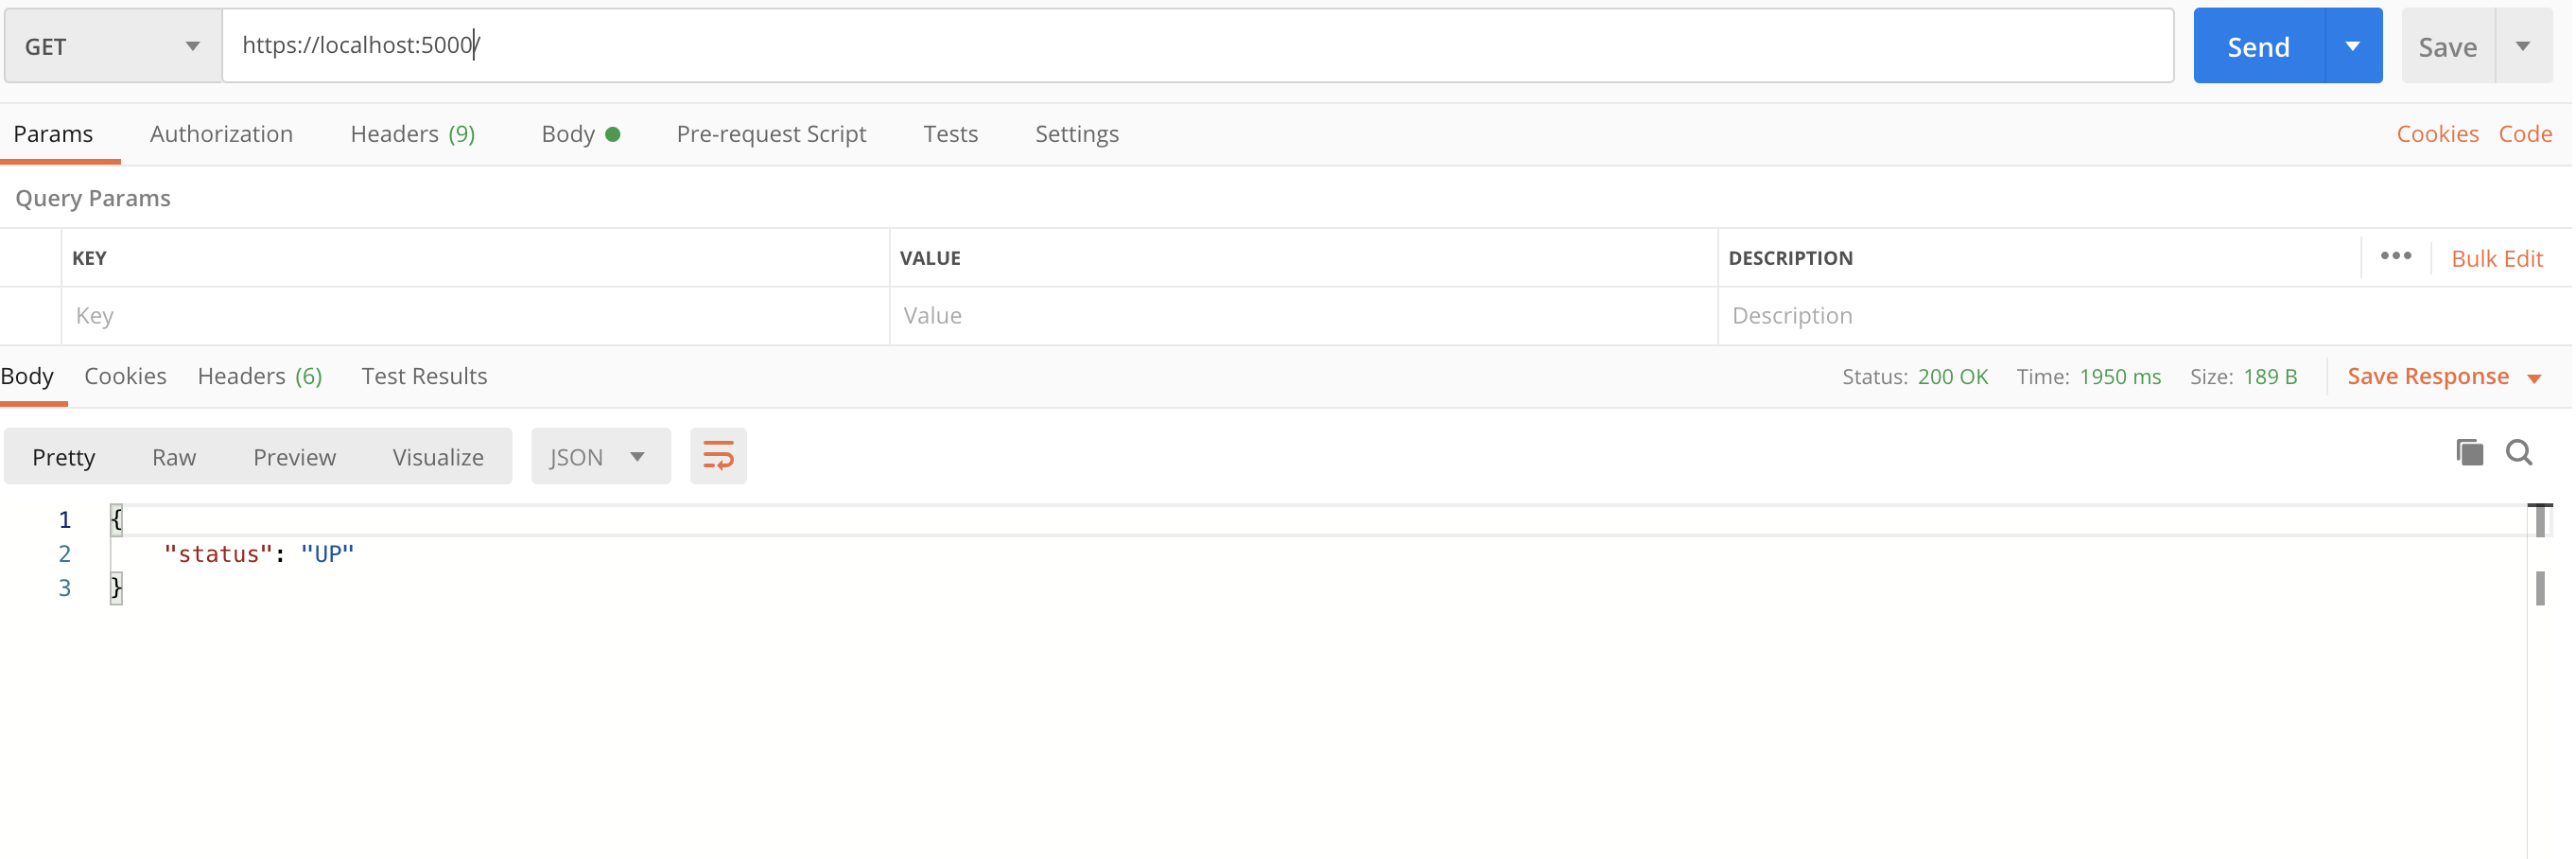 GET https://localhost:5000/ Send Save
Params Authorization Headers (9) Body Pre-request Script Tests Settings Cookies Code
Query Params
KEY VALUE DESCRIPTION ••• Bulk Edit
Key Value Description
Body Cookies Headers (6) Test Results Status: 200 OK Time: 1950 ms Size: 189 B Save Response
Pretty Raw Preview Visualize JSON
1 {
2 "status": "UP"
3 }